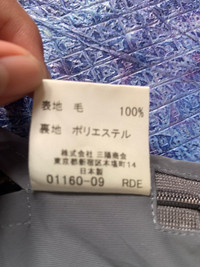 表地 毛 100%
裏地 ポリエステル
株式会社 三陽商会
東京都新宿区本塩町14
日本製
01160-09 RDE